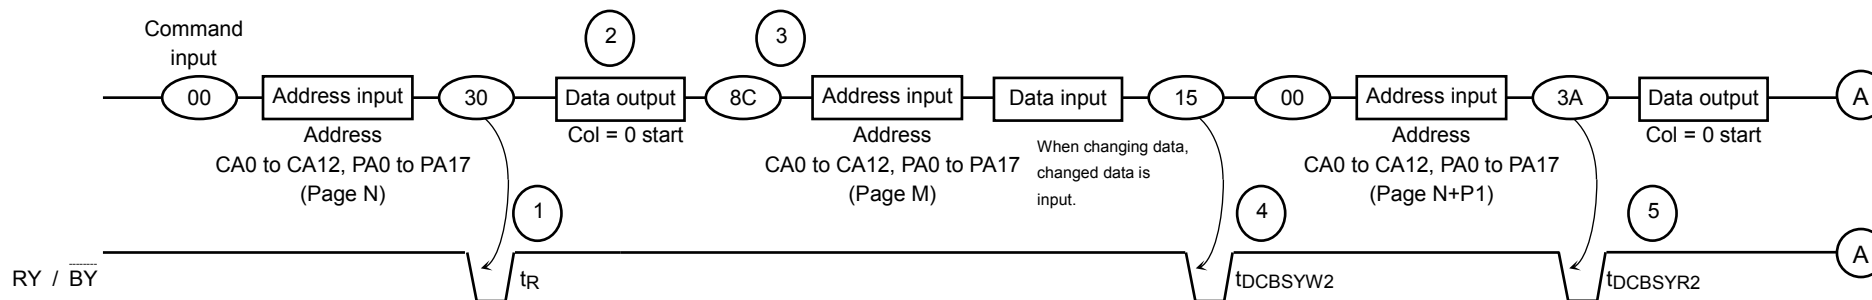 Command
input
2
3
00
Address input
30
Data output
8C
Address input
Data input
15
00
Address input
3A
Data output
A
Address
CA0 to CA12, PA0 to PA17
(Page N)
Col = 0 start
Address
CA0 to CA12, PA0 to PA17
(Page M)
When changing data,
changed data is
input.
Address
CA0 to CA12, PA0 to PA17
(Page N+P1)
Col = 0 start
1
4
5
RY / BY
tR
tDCBSYW2
tDCBSYR2
A